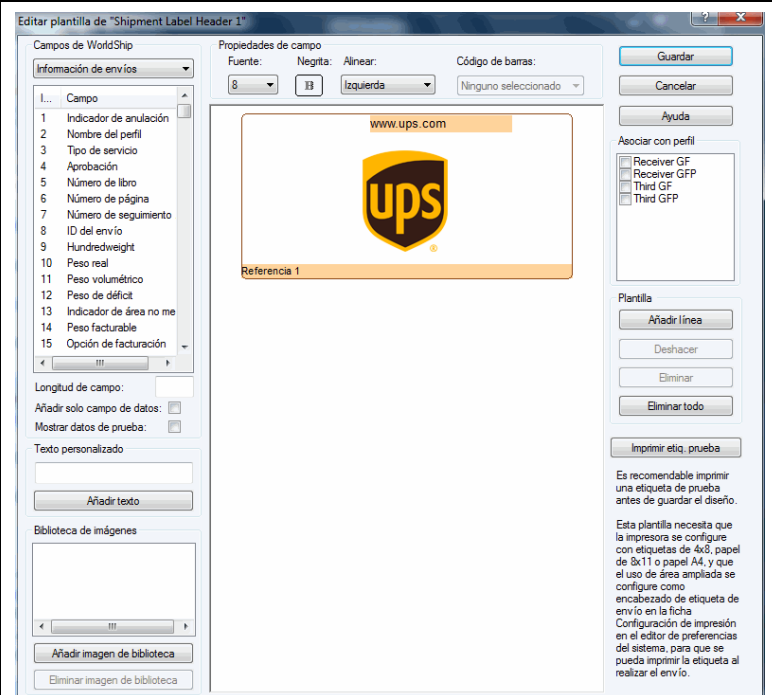 Editar plantilla de "Shipment Label Header 1"
Campos de WorldShip
Información de envíos
I... Campo
1 Indicador de anulación
2 Nombre del perfil
3 Tipo de servicio
4 Aprobación
5 Número de libro
6 Número de página
7 Número de seguimiento
8 ID del envío
9 Hundredweight
10 Peso real
11 Peso volumétrico
12 Peso de déficit
13 Indicador de área no me
14 Peso facturable
15 Opción de facturación
Longitud de campo:
Añadir solo campo de datos:
Mostrar datos de prueba:
Texto personalizado
Añadir texto
Biblioteca de imágenes
Añadir imagen de biblioteca
Eliminar imagen de biblioteca
Propiedades de campo
Fuente: Negrita: Alinear: Código de barras:
8 B Izquierda Ninguno seleccionado
www.ups.com
ups
®
Referencia 1
Guardar
Cancelar
Ayuda
Asociar con perfil
Receiver GF
Receiver GFP
Third GF
Third GFP
Plantilla
Añadir línea
Deshacer
Eliminar
Eliminar todo
Imprimir etiq. prueba
Es recomendable imprimir
una etiqueta de prueba
antes de guardar el diseño.
Esta plantilla necesita que
la impresora se configure
con etiquetas de 4x8, papel
de 8x11 o papel A4, y que
el uso de área ampliada se
configure como
encabezado de etiqueta de
envío en la ficha
Configuración de impresión
en el editor de preferencias
del sistema, para que se
pueda imprimir la etiqueta al
realizar el envío.